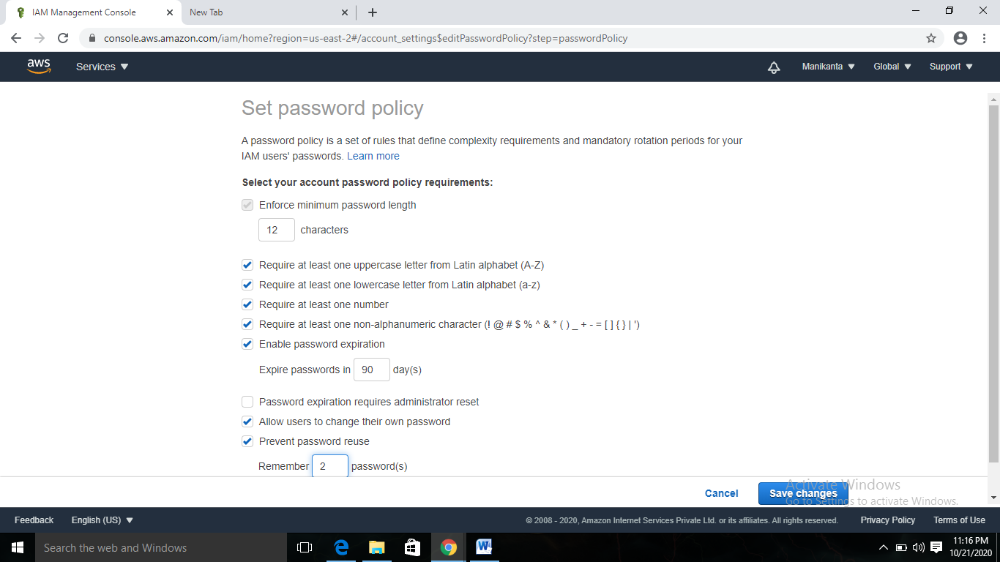 IAM Management Console
New Tab
console.aws.amazon.com/iam/home?region=us-east-2#/account_settings$editPasswordPolicy?step=passwordPolicy
aws
Services
Manikanta
Global
Support
Set password policy
A password policy is a set of rules that define complexity requirements and mandatory rotation periods for your
IAM users' passwords. Learn more
Select your account password policy requirements:
Enforce minimum password length
12 characters
Require at least one uppercase letter from Latin alphabet (A-Z)
Require at least one lowercase letter from Latin alphabet (a-z)
Require at least one number
Require at least one non-alphanumeric character (! @ # $ % ^ & * ( ) _ + - = [ ] { } | ')
Enable password expiration
Expire passwords in 90 day(s)
Password expiration requires administrator reset
Allow users to change their own password
Prevent password reuse
Remember 2 password(s)
Activate Windows
Cancel Save changes
Go to Settings to activate Windows.
Feedback English (US) © 2008 - 2020, Amazon Internet Services Private Ltd. or its affiliates. All rights reserved. Privacy Policy Terms of Use
Search the web and Windows
11:16 PM
10/21/2020